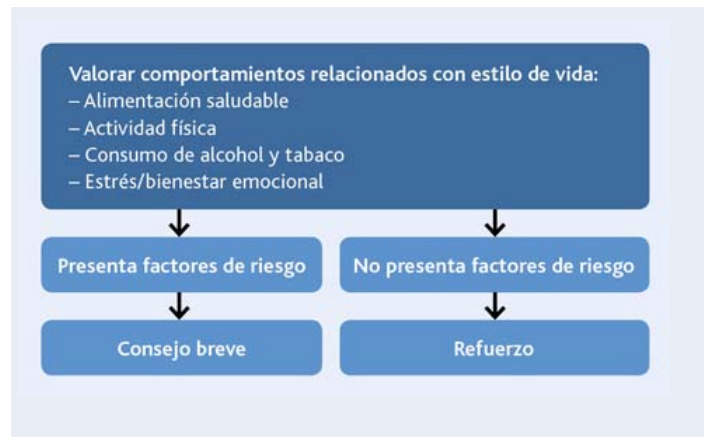 Valorar comportamientos relacionados con estilo de vida:
– Alimentación saludable
– Actividad física
– Consumo de alcohol y tabaco
– Estrés/bienestar emocional
Presenta factores de riesgo
No presenta factores de riesgo
Consejo breve
Refuerzo